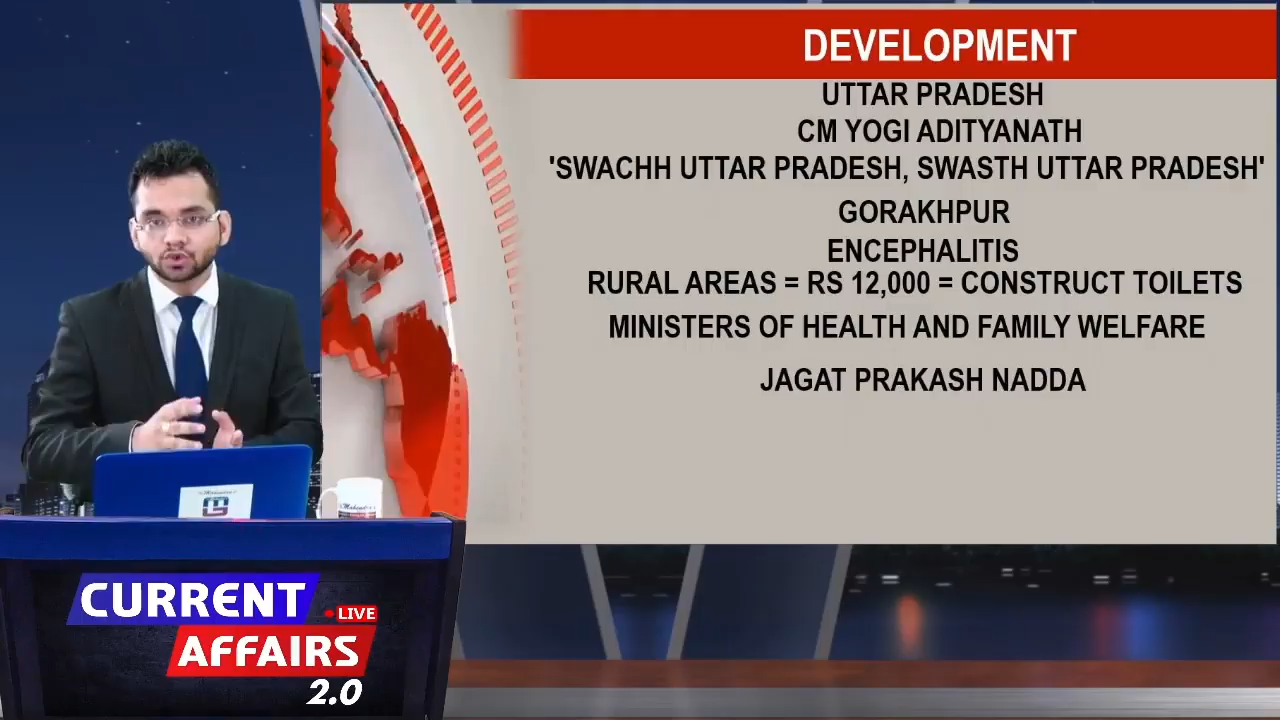 DEVELOPMENT
UTTAR PRADESH
CM YOGI ADITYANATH
'SWACHH UTTAR PRADESH, SWASTH UTTAR PRADESH'
GORAKHPUR
ENCEPHALITIS
RURAL AREAS = RS 12,000 = CONSTRUCT TOILETS
MINISTERS OF HEALTH AND FAMILY WELFARE
JAGAT PRAKASH NADDA
CURRENT
LIVE
AFFAIRS
2.0